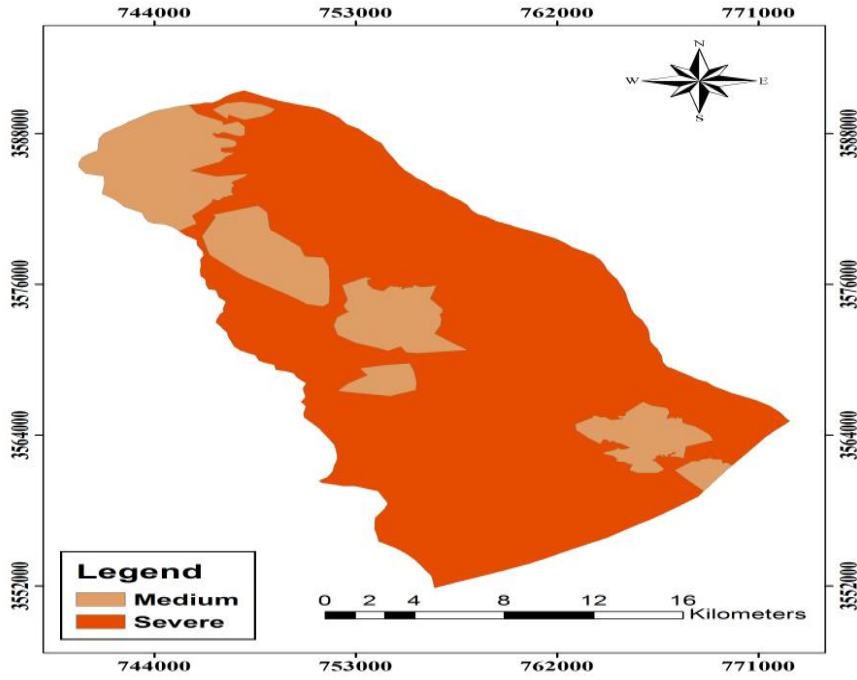 744000 753000 762000 771000
N
W E
S
3588000 3588000
3576000 3576000
3564000 3564000
3552000 3552000
Legend
Medium
Severe
0 2 4 8 12 16
Kilometers
744000 753000 762000 771000